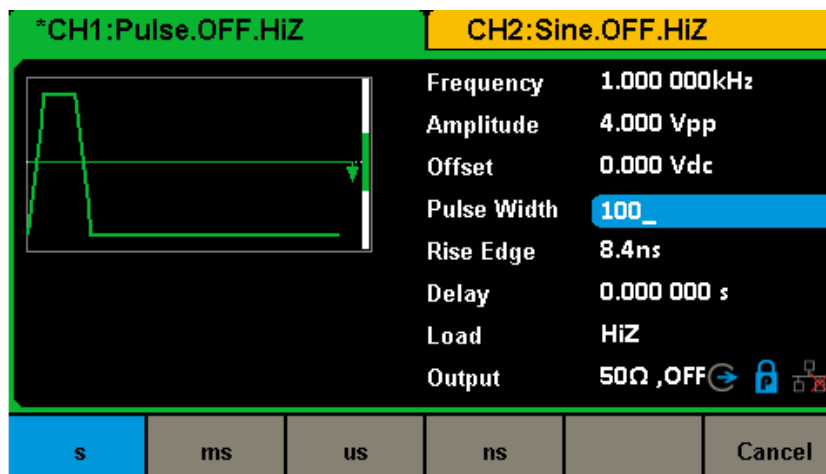 *CH1:Pulse.OFF.HiZ CH2:Sine.OFF.HiZ
Frequency 1.000 000kHz
Amplitude 4.000 Vpp
Offset 0.000 Vdc
Pulse Width 100_
Rise Edge 8.4ns
Delay 0.000 000 s
Load HiZ
Output 50Ω ,OFF P
s ms us ns Cancel